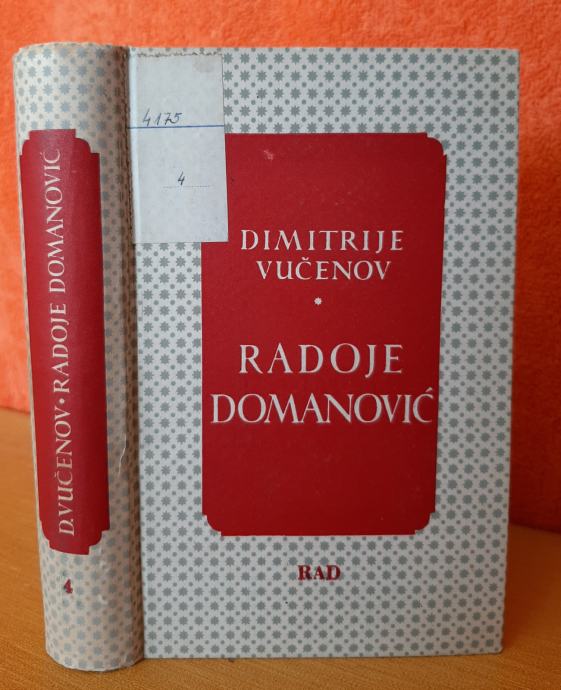 D. VUČENOV · RADOJE DOMANOVIĆ
4
4175
4
DIMITRIJE
VUČENOV
*
RADOJE
DOMANOVIĆ
RAD